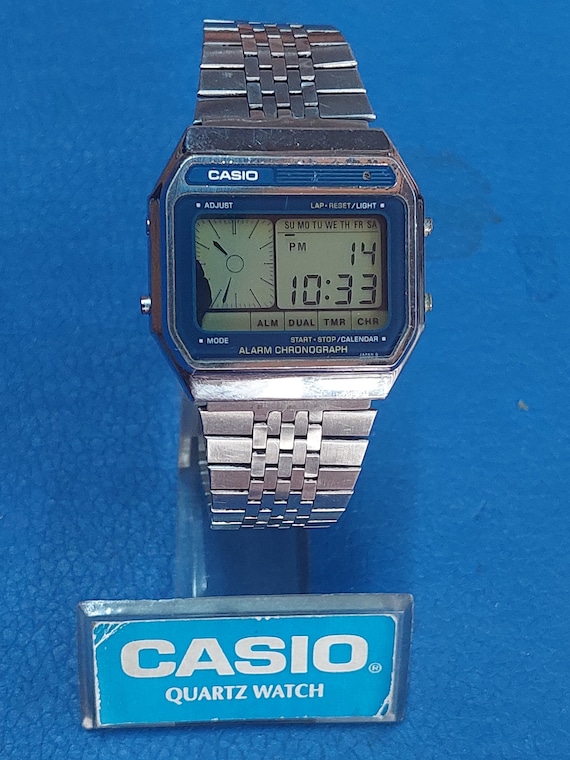 CASIO
ADJUST LAP•RESET/LIGHT
SU MO TU WE TH FR SA
PM 14
10:33
ALM DUAL TMR CHR
MODE START•STOP/CALENDAR
ALARM CHRONOGRAPH
JAPAN
CASIO®
QUARTZ WATCH